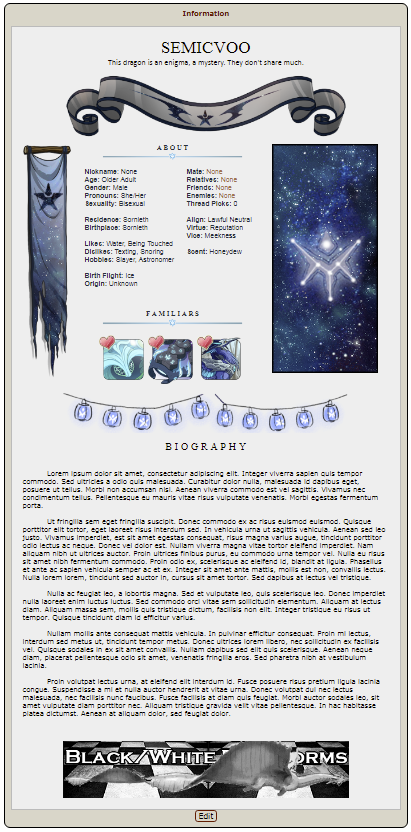 Information
SEMICVOO
This dragon is an enigma, a mystery. They don't share much.
ABOUT
Nickname: None
Age: Older Adult
Gender: Male
Pronouns: She/Her
Sexuality: Bisexual
Residence: Sornieth
Birthplace: Sornieth
Likes: Water, Being Touched
Dislikes: Texting, Snoring
Hobbies: Slayer, Astronomer
Birth Flight: Ice
Origin: Unknown
Mate: None
Relatives: None
Friends: None
Enemies: None
Thread Picks: 0
Align: Lawful Neutral
Virtue: Reputation
Vice: Meekness
Scent: Honeydew
FAMILIARS
BIOGRAPHY
Lorem ipsum dolor sit amet, consectetur adipiscing elit. Integer viverra sapien quis tempor
commodo. Sed ultricies a odio quis malesuada. Curabitur dolor nulla, malesuada id dapibus eget,
posuere ut tellus. Morbi non accumsan nisi. Aenean viverra commodo est vel sagittis. Vivamus nec
condimentum tellus. Pellentesque eu mauris vitae risus vulputate venenatis. Morbi egestas fermentum
porta.
Ut fringilla sem eget fringilla suscipit. Donec commodo ex ac risus euismod euismod. Quisque
porttitor elit tortor, eget laoreet risus interdum sed. In vehicula urna ut sagittis vehicula. Aenean sed leo
justo. Vivamus imperdiet, est sit amet egestas consequat, risus magna varius augue, tincidunt porttitor
odio lectus ac neque. Donec vel dolor est. Nullam viverra magna vitae tortor eleifend imperdiet. Nam
aliquam nibh ut ultrices auctor. Proin ultrices finibus purus, eu commodo urna tempor vel. Nulla eu risus
sit amet nibh fermentum commodo. Proin odio ex, scelerisque ac eleifend id, blandit at ligula. Phasellus
et ante ac sapien vehicula semper ac et ex. Integer sit amet ante mattis, mollis est non, convallis lectus.
Nulla lorem lorem, tincidunt sed auctor in, cursus sit amet tortor. Sed dapibus at lectus vel tristique.
Nulla ac feugiat leo, a lobortis magna. Sed et vulputate leo, quis scelerisque leo. Donec imperdiet
nulla laoreet enim luctus luctus. Sed commodo orci vitae sem sollicitudin elementum. Aliquam at lectus
diam. Aliquam massa sem, mollis quis tristique dictum, facilisis non elit. Integer tristique eu risus ut
tempor. Quisque tincidunt diam id efficitur varius.
Nullam mollis ante consequat mattis vehicula. In pulvinar efficitur consequat. Proin mi lectus,
interdum sed metus ut, tincidunt tempor metus. Donec ultrices lorem libero, nec sollicitudin ex facilisis
vel. Quisque sodales in ex sit amet convallis. Nullam dapibus sed elit quis scelerisque. Aenean neque
diam, placerat pellentesque odio sit amet, venenatis fringilla eros. Sed pharetra nibh at vestibulum
lacinia.
Proin volutpat lectus urna, at eleifend elit interdum id. Fusce posuere risus pretium ligula lacinia
congue. Suspendisse a mi et nulla auctor hendrerit at vitae urna. Donec volutpat dui nec lectus
malesuada, nec facilisis nunc faucibus. Fusce facilisis at diam quis feugiat. Morbi auctor sodales leo, sit
amet vulputate diam porttitor nec. Aliquam tristique gravida velit vitae pellentesque. In hac habitasse
platea dictumst. Aenean at aliquam dolor, sed feugiat dolor.
BLACK/WHITE ORMS
Edit